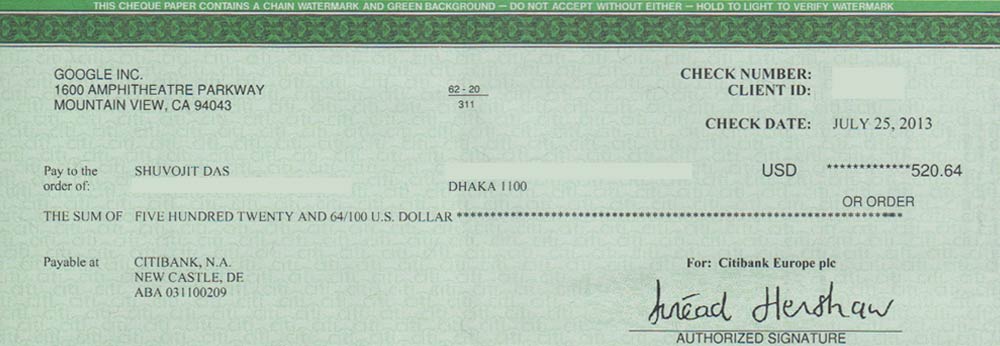 THIS CHEQUE PAPER CONTAINS A CHAIN WATERMARK AND GREEN BACKGROUND — DO NOT ACCEPT WITHOUT EITHER — HOLD TO LIGHT TO VERIFY WATERMARK
GOOGLE INC.
1600 AMPHITHEATRE PARKWAY
MOUNTAIN VIEW, CA 94043
62 - 20
311
CHECK NUMBER:
CLIENT ID:
CHECK DATE: JULY 25, 2013
Pay to the order of: SHUVOJIT DAS
DHAKA 1100
USD *************520.64
OR ORDER
THE SUM OF FIVE HUNDRED TWENTY AND 64/100 U.S. DOLLAR ****************************************************************************
Payable at CITIBANK, N.A.
NEW CASTLE, DE
ABA 031100209
For: Citibank Europe plc
Hershaw
AUTHORIZED SIGNATURE